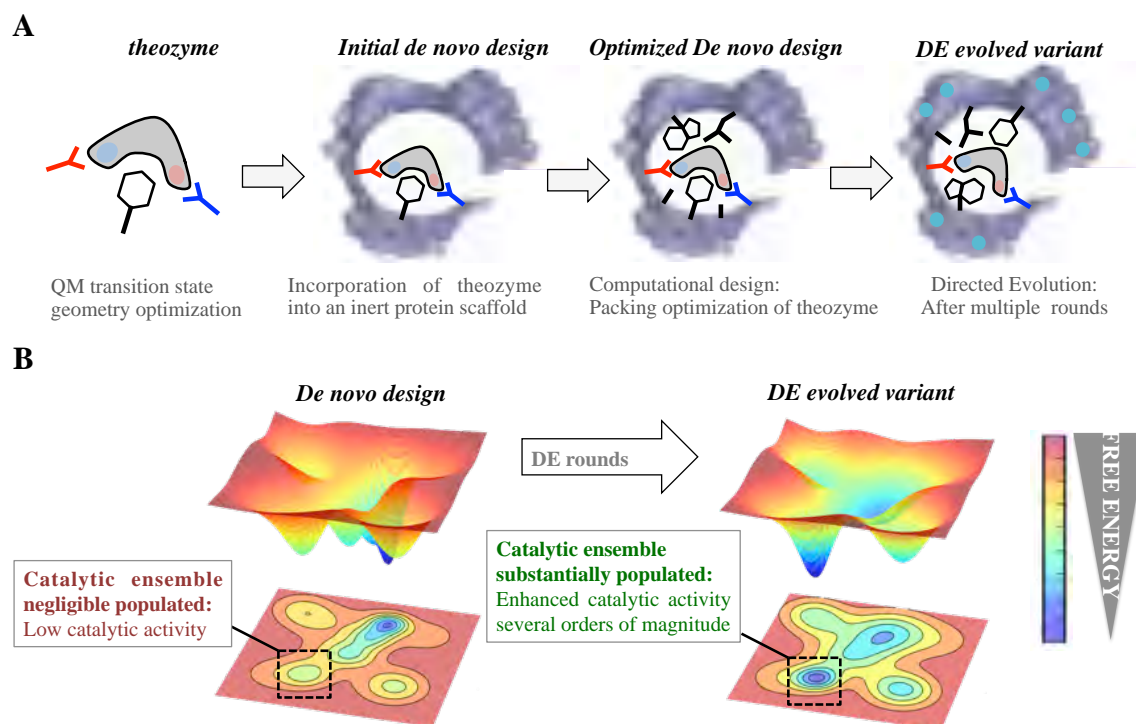 A
theozyme
Initial de novo design
Optimized De novo design
DE evolved variant
QM transition state
geometry optimization
Incorporation of theozyme
into an inert protein scaffold
Computational design:
Packing optimization of theozyme
Directed Evolution:
After multiple rounds
B
De novo design
DE evolved variant
DE rounds
Catalytic ensemble
negligible populated:
Low catalytic activity
Catalytic ensemble
substantially populated:
Enhanced catalytic activity
several orders of magnitude
FREE ENERGY